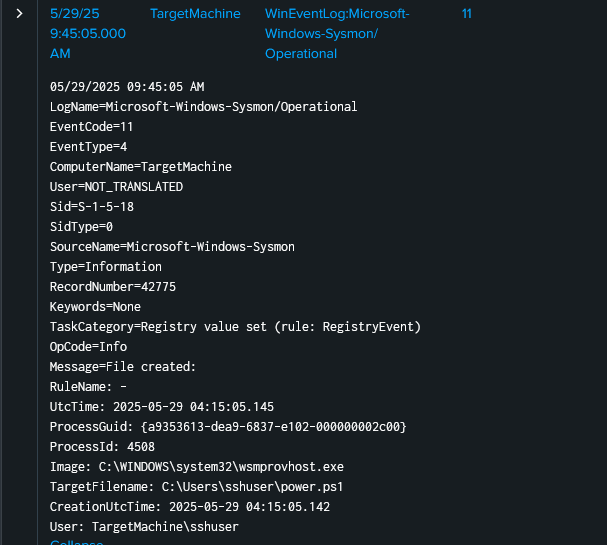 5/29/25 TargetMachine WinEventLog:Microsoft- 11
9:45:05.000 Windows-Sysmon/
AM Operational
05/29/2025 09:45:05 AM
LogName=Microsoft-Windows-Sysmon/Operational
EventCode=11
EventType=4
ComputerName=TargetMachine
User=NOT_TRANSLATED
Sid=S-1-5-18
SidType=0
SourceName=Microsoft-Windows-Sysmon
Type=Information
RecordNumber=42775
Keywords=None
TaskCategory=Registry value set (rule: RegistryEvent)
OpCode=Info
Message=File created:
RuleName: -
UtcTime: 2025-05-29 04:15:05.145
ProcessGuid: {a9353613-dea9-6837-e102-000000002c00}
ProcessId: 4508
Image: C:\WINDOWS\system32\wsmprovhost.exe
TargetFilename: C:\Users\sshuser\power.ps1
CreationUtcTime: 2025-05-29 04:15:05.142
User: TargetMachine\sshuser
Collapse